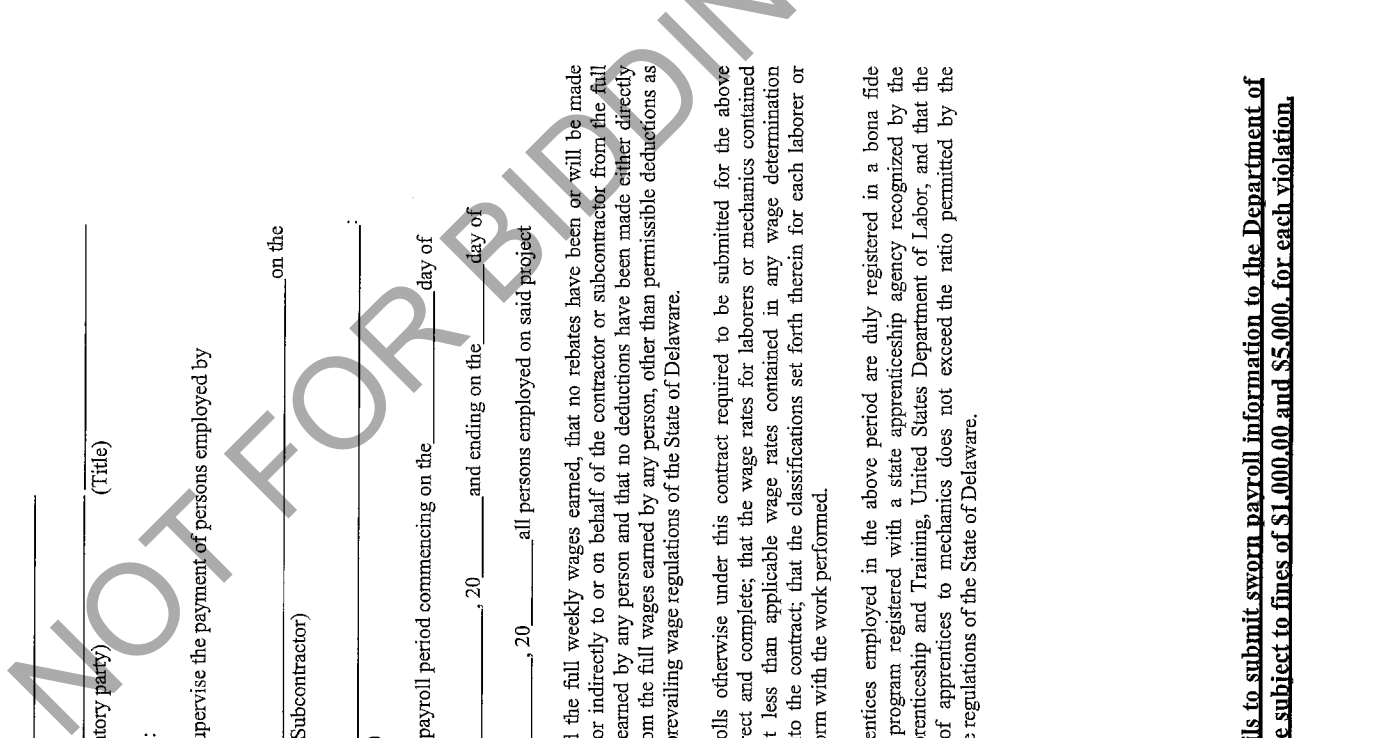 (Title)
tory party)
:
upervise the payment of persons employed by
on the
Subcontractor)
:
)
payroll period commencing on the day of
, 20 and ending on the day of
, 20 all persons employed on said project
d the full weekly wages earned, that no rebates have been or will be made
or indirectly to or on behalf of the contractor or subcontractor from the full
earned by any person and that no deductions have been made either directly
om the full wages earned by any person, other than permissible deductions as
revailing wage regulations of the State of Delaware.
olls otherwise under this contract required to be submitted for the above
rect and complete; that the wage rates for laborers or mechanics contained
t less than applicable wage rates contained in any wage determination
to the contract; that the classifications set forth therein for each laborer or
orm with the work performed.
entices employed in the above period are duly registered in a bona fide
program registered with a state apprenticeship agency recognized by the
renticeship and Training, United States Department of Labor, and that the
of apprentices to mechanics does not exceed the ratio permitted by the
e regulations of the State of Delaware.
ils to submit sworn payroll information to the Department of
e subject to fines of $1,000.00 and $5,000. for each violation.
NOT FOR BIDDIN